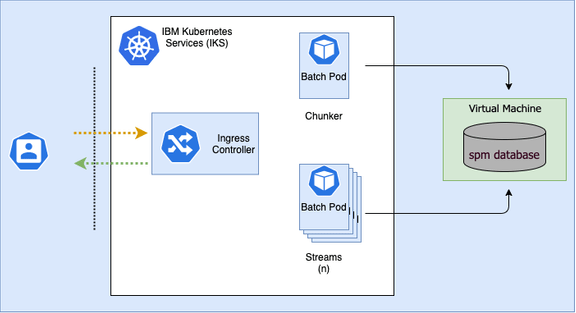 IBM Kubernetes
Services (IKS)
Batch Pod
Chunker
Ingress
Controller
Batch Pod
Streams
(n)
Virtual Machine
spm database